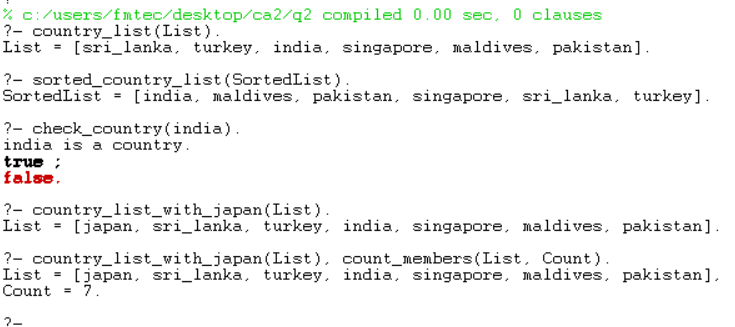 % c:/users/fmtec/desktop/ca2/q2 compiled 0.00 sec, 0 clauses
?- country_list(List).
List = [sri_lanka, turkey, india, singapore, maldives, pakistan].
?- sorted_country_list(SortedList).
SortedList = [india, maldives, pakistan, singapore, sri_lanka, turkey].
?- check_country(india).
india is a country.
true ;
false.
?- country_list_with_japan(List).
List = [japan, sri_lanka, turkey, india, singapore, maldives, pakistan].
?- country_list_with_japan(List), count_members(List, Count).
List = [japan, sri_lanka, turkey, india, singapore, maldives, pakistan],
Count = 7.
?-